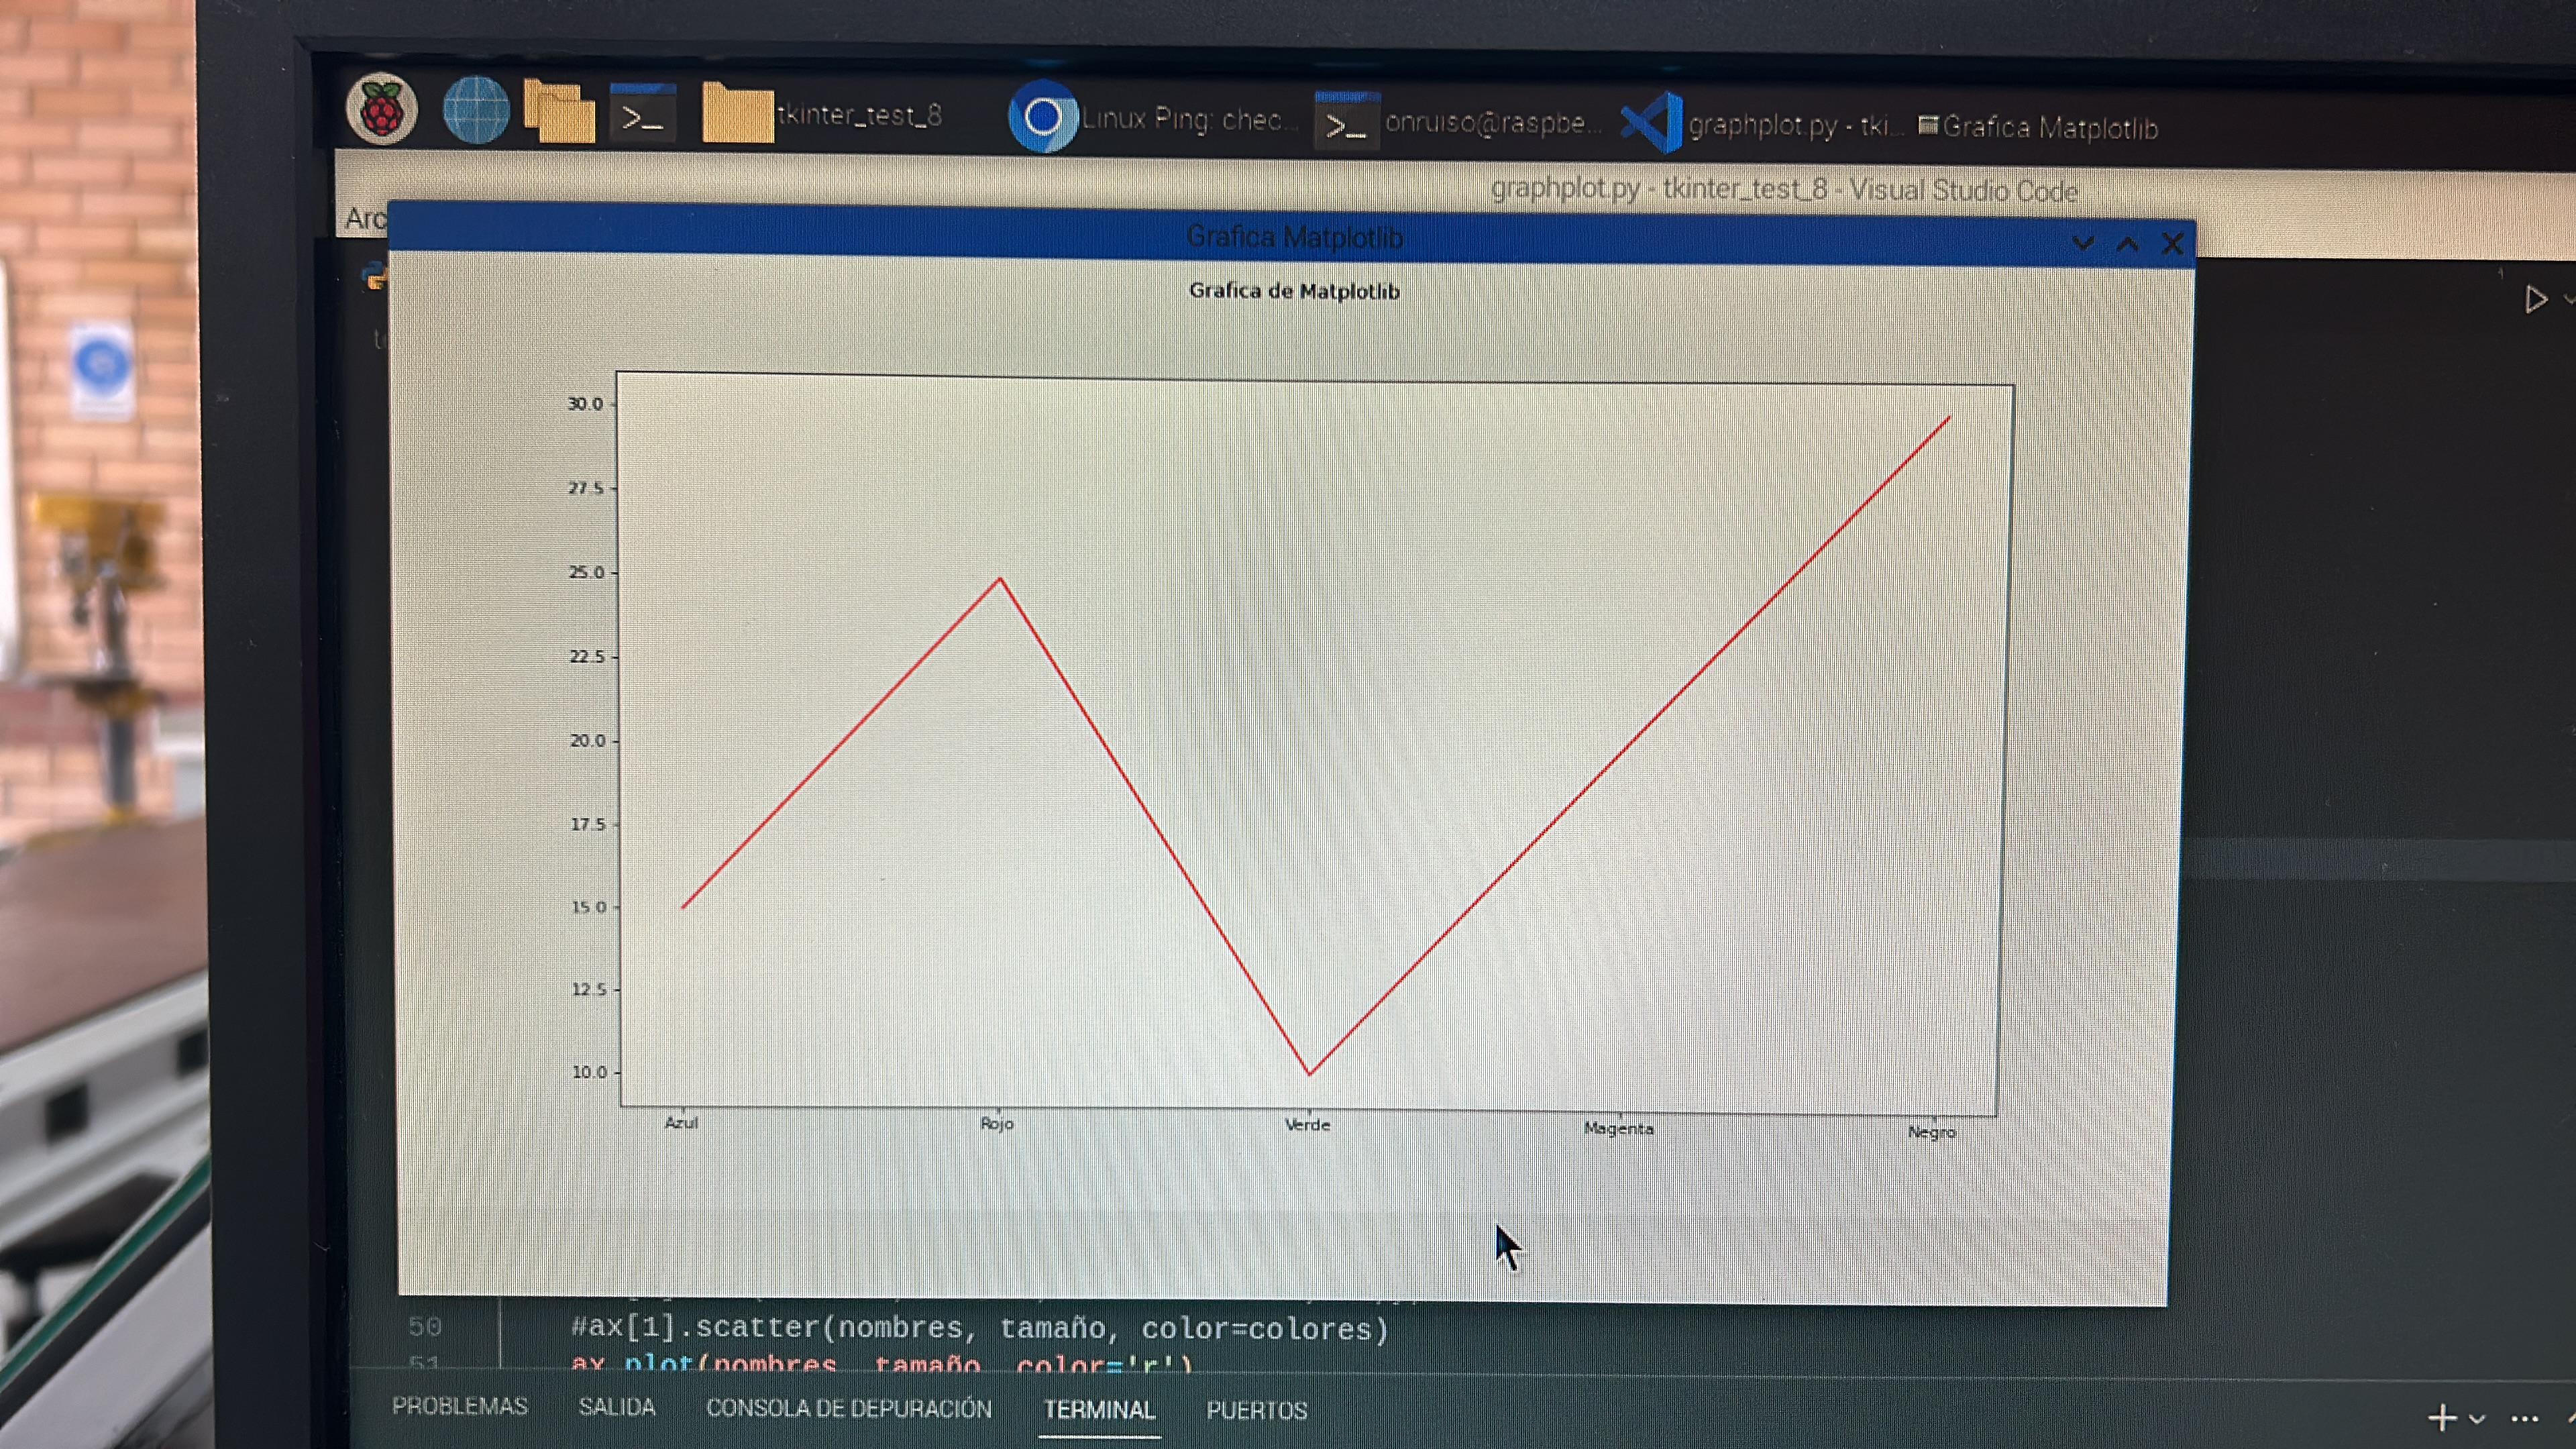 tkinter_test_8 Linux Ping: chec... onruiso@raspbe... graphplot.py - tki... Grafica Matplotlib
graphplot.py - tkinter_test_8 - Visual Studio Code
Arc
Grafica Matplotlib
Grafica de Matplotlib
30.0
27.5
25.0
22.5
20.0
17.5
15.0
12.5
10.0
Azul Rojo Verde Magenta Negro
50 #ax[1].scatter(nombres, tamaño, color=colores)
51 ax.plot(nombres, tamaño, color='r')
PROBLEMAS SALIDA CONSOLA DE DEPURACIÓN TERMINAL PUERTOS